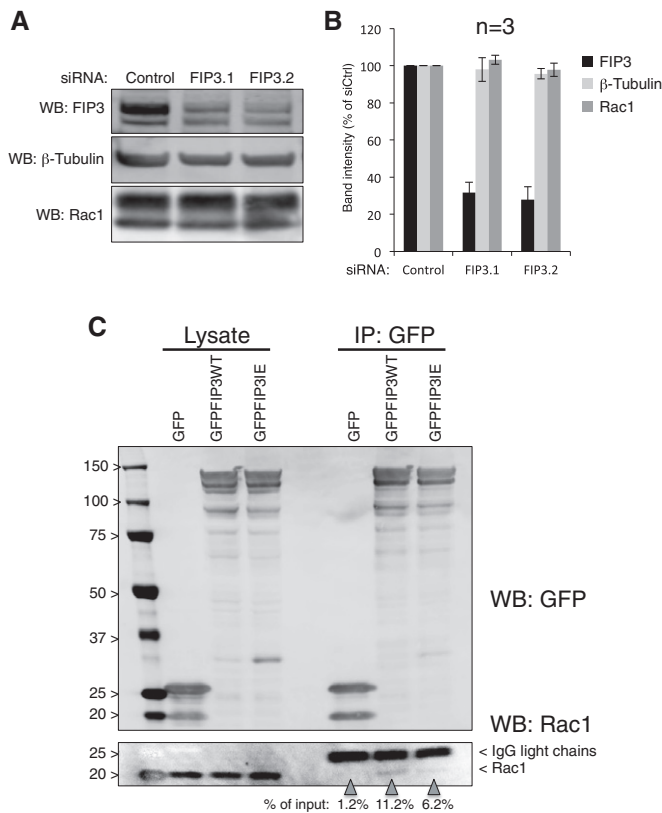 A
siRNA: Control FIP3.1 FIP3.2
WB: FIP3
WB: β-Tubulin
WB: Rac1
B
n=3
Band intensity (% of siCtrl)
120
100
80
60
40
20
0
siRNA: Control FIP3.1 FIP3.2
FIP3
β-Tubulin
Rac1
C
Lysate IP: GFP
GFP GFPFIP3WT GFPFIP3IE GFP GFPFIP3WT GFPFIP3IE
150 >
100 >
75 >
50 >
37 >
25 >
20 >
WB: GFP
WB: Rac1
25 > < IgG light chains
20 > < Rac1
% of input: 1.2% 11.2% 6.2%